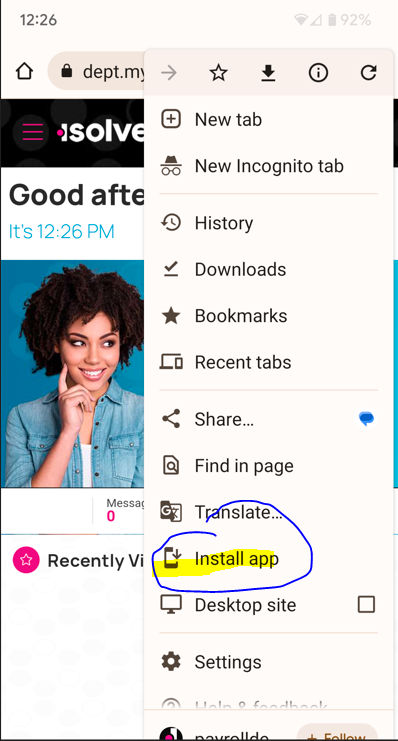 12:26
92%
dept.my
isolve
Good afte
It's 12:26 PM
New tab
New Incognito tab
History
Downloads
Bookmarks
Recent tabs
Share...
Find in page
Messag
0
Translate...
Recently Vi
Install app
Desktop site
Settings
Help & feedback
payrollde
+ Follow